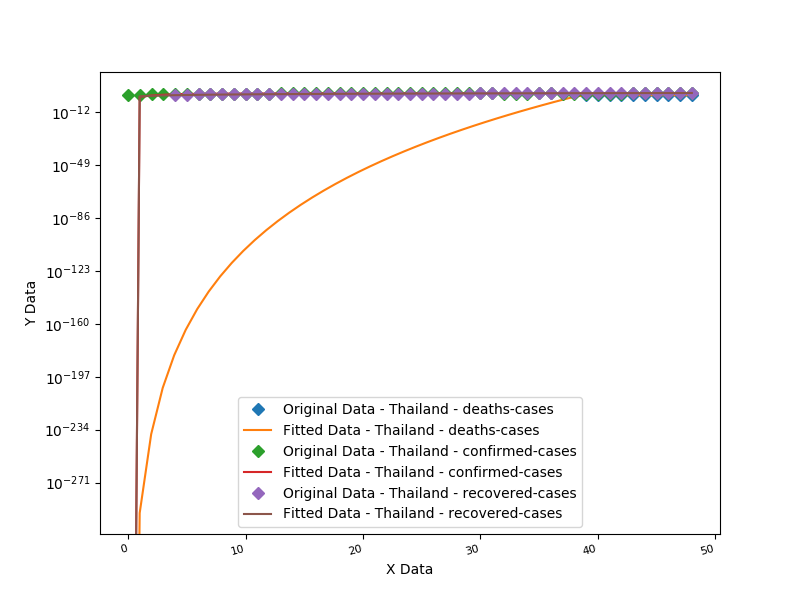 10^-12
10^-49
10^-86
10^-123
10^-160
10^-197
10^-234
10^-271
Y Data
Original Data - Thailand - deaths-cases
Fitted Data - Thailand - deaths-cases
Original Data - Thailand - confirmed-cases
Fitted Data - Thailand - confirmed-cases
Original Data - Thailand - recovered-cases
Fitted Data - Thailand - recovered-cases
0 10 20 30 40 50
X Data